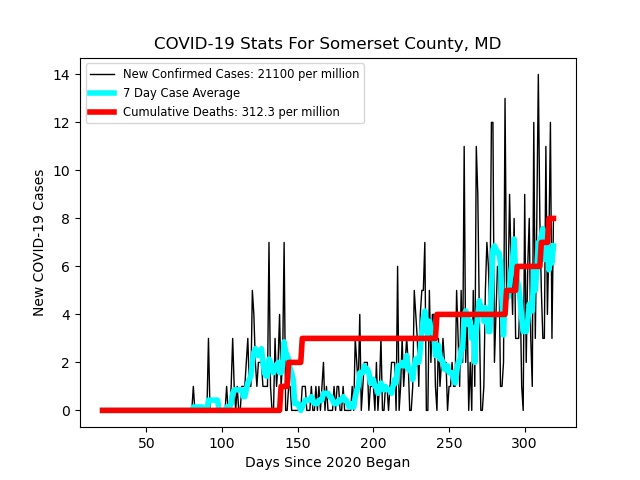 COVID-19 Stats For Somerset County, MD
New Confirmed Cases: 21100 per million
7 Day Case Average
Cumulative Deaths: 312.3 per million
New COVID-19 Cases
14
12
10
8
6
4
2
0
50 100 150 200 250 300
Days Since 2020 Began